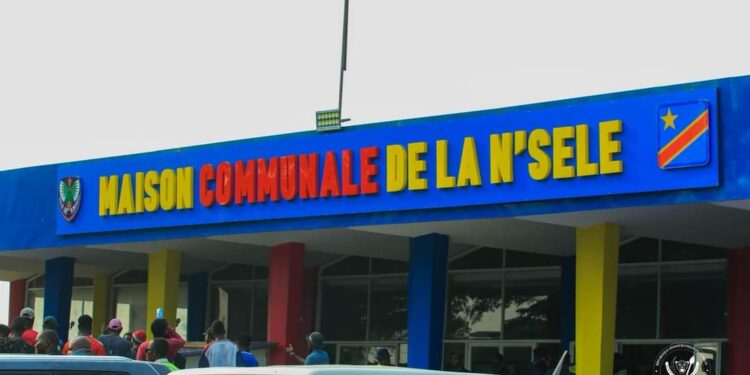 MAISON COMMUNALE DE LA N'SELE